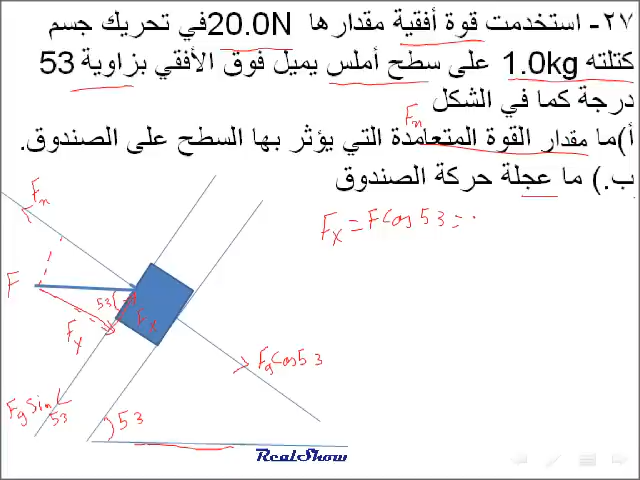 ٢٧- استخدمت قوة أفقية مقدارها 20.0N في تحريك جسم
كتلته 1.0kg على سطح أملس يميل فوق الأفقي بزاوية 53
درجة كما في الشكل
Fn
أ)ما مقدار القوة المتعامدة التي يؤثر بها السطح على الصندوق.
ب.) ما عجلة حركة الصندوق
Fx = F cos 53 =
Fn
F
53
Fx
Fy
Fg cos 53
Fg sin 53
53
RealShow